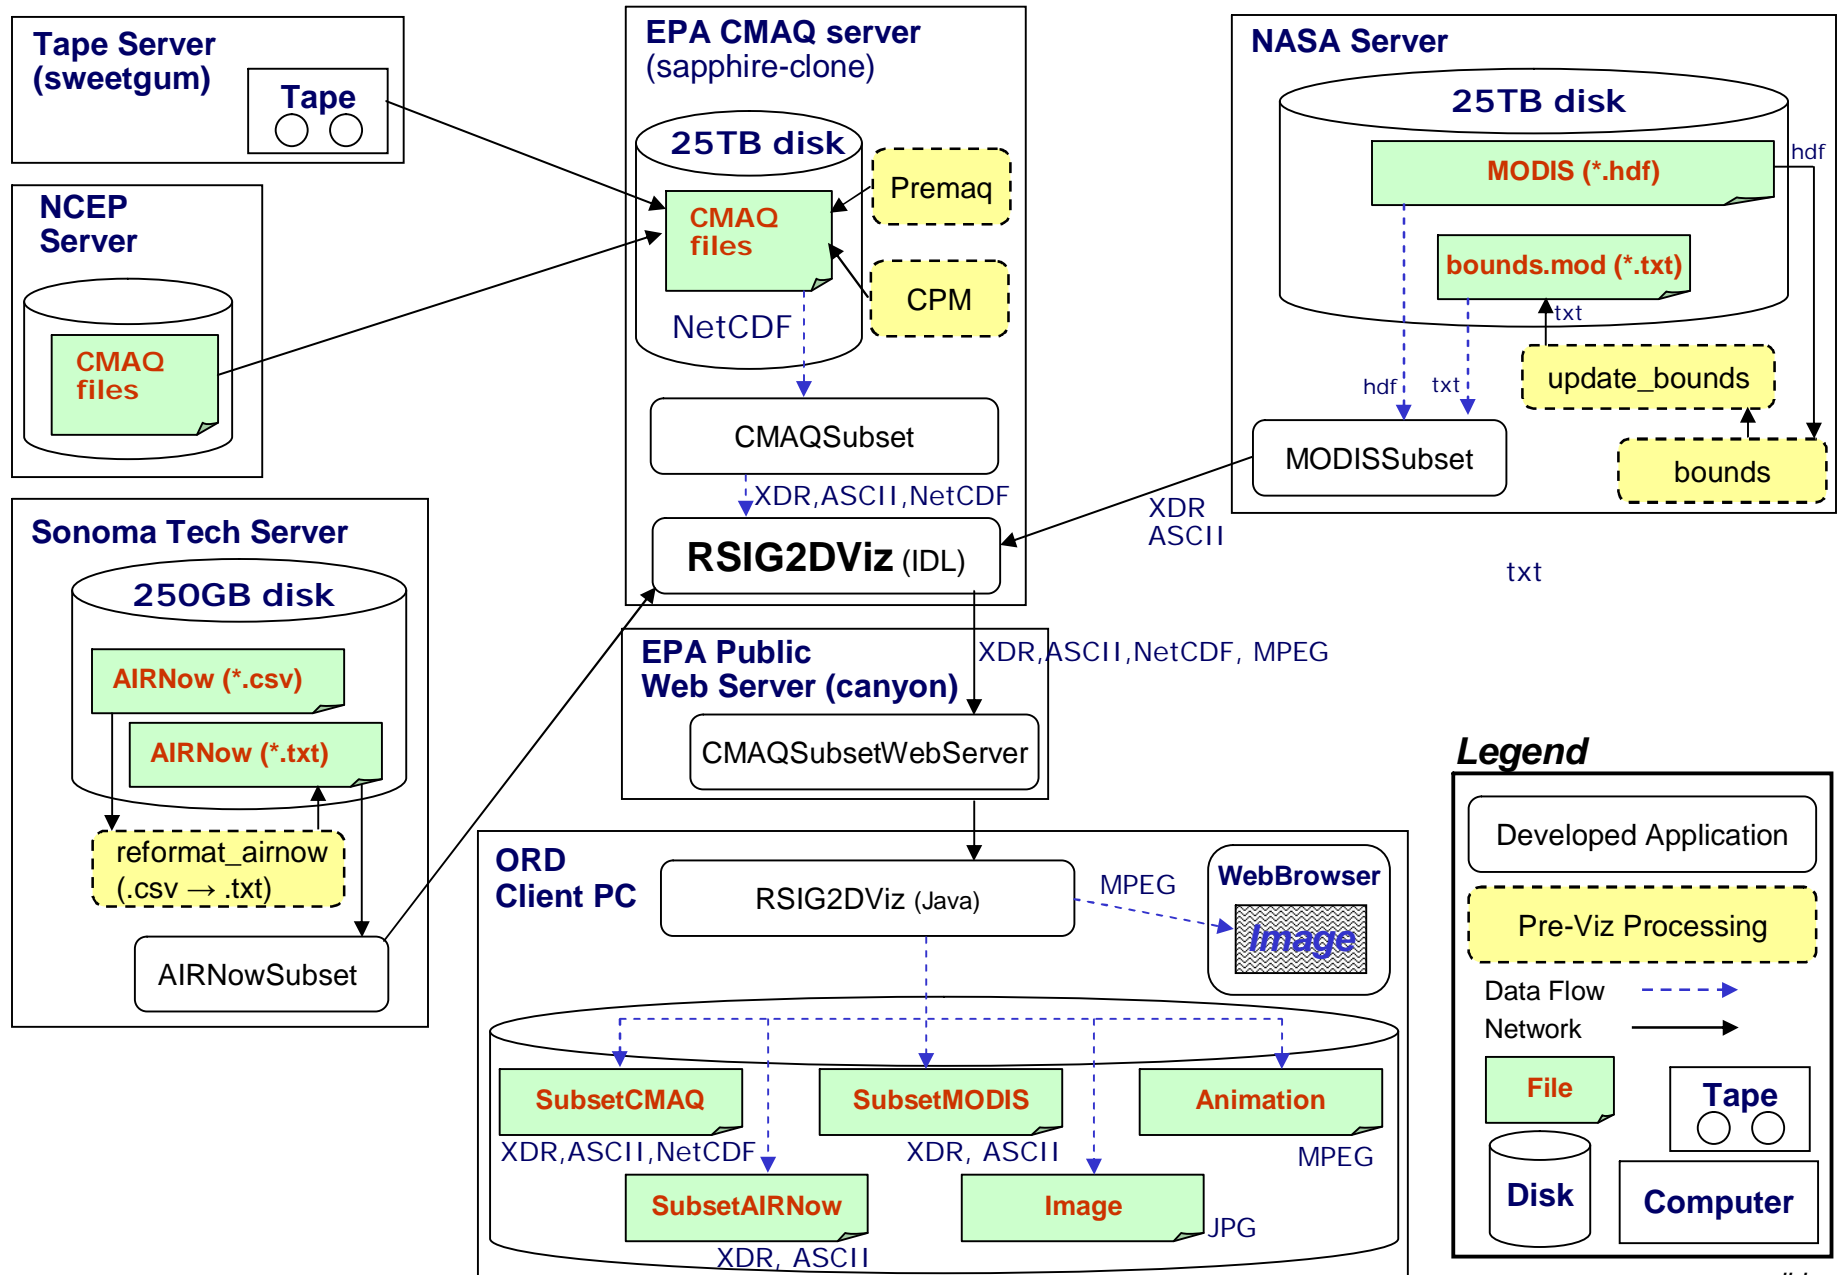 Tape Server
(sweetgum)
Tape
NCEP
Server
CMAQ
files
Sonoma Tech Server
250GB disk
AIRNow (*.csv)
AIRNow (*.txt)
reformat_airnow
(.csv → .txt)
AIRNowSubset
EPA CMAQ server
(sapphire-clone)
25TB disk
CMAQ
files
Premaq
CPM
NetCDF
CMAQSubset
XDR,ASCII,NetCDF
RSIG2DViz (IDL)
EPA Public
Web Server (canyon)
XDR,ASCII,NetCDF, MPEG
CMAQSubsetWebServer
NASA Server
25TB disk
MODIS (*.hdf)
hdf
bounds.mod (*.txt)
txt
update_bounds
hdf
txt
MODISSubset
bounds
XDR
ASCII
txt
ORD
Client PC
RSIG2DViz (Java)
MPEG
WebBrowser
Image
SubsetCMAQ
XDR,ASCII,NetCDF
SubsetMODIS
XDR, ASCII
Animation
MPEG
SubsetAIRNow
XDR, ASCII
Image
JPG
Legend
Developed Application
Pre-Viz Processing
Data Flow
Network
File
Tape
Disk
Computer